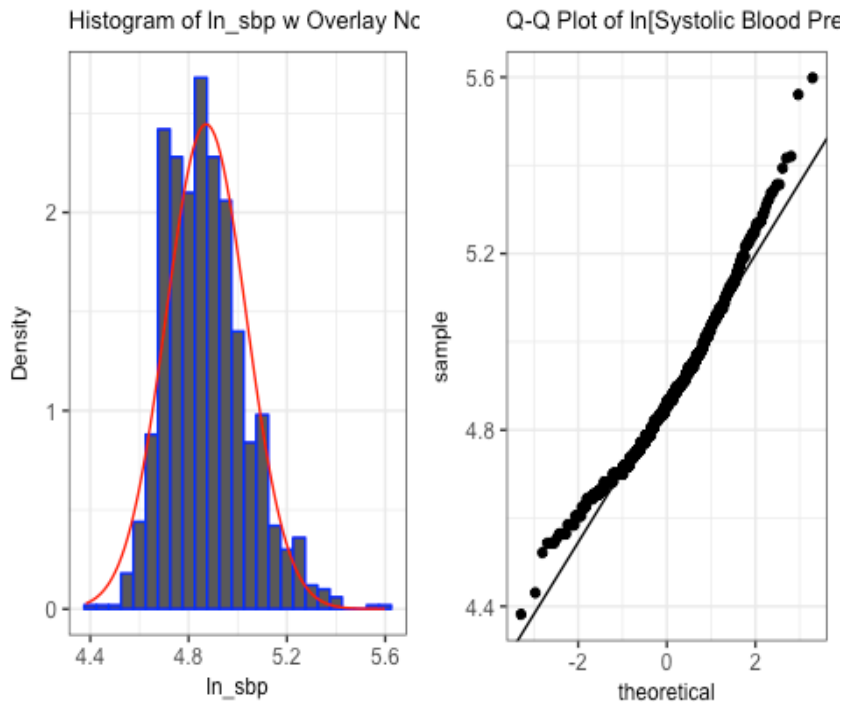 Histogram of ln_sbp w Overlay Nc
Q-Q Plot of ln[Systolic Blood Pre
Density
2
1
0
4.4
4.8
5.2
5.6
ln_sbp
sample
5.6
5.2
4.8
4.4
-2
0
2
theoretical